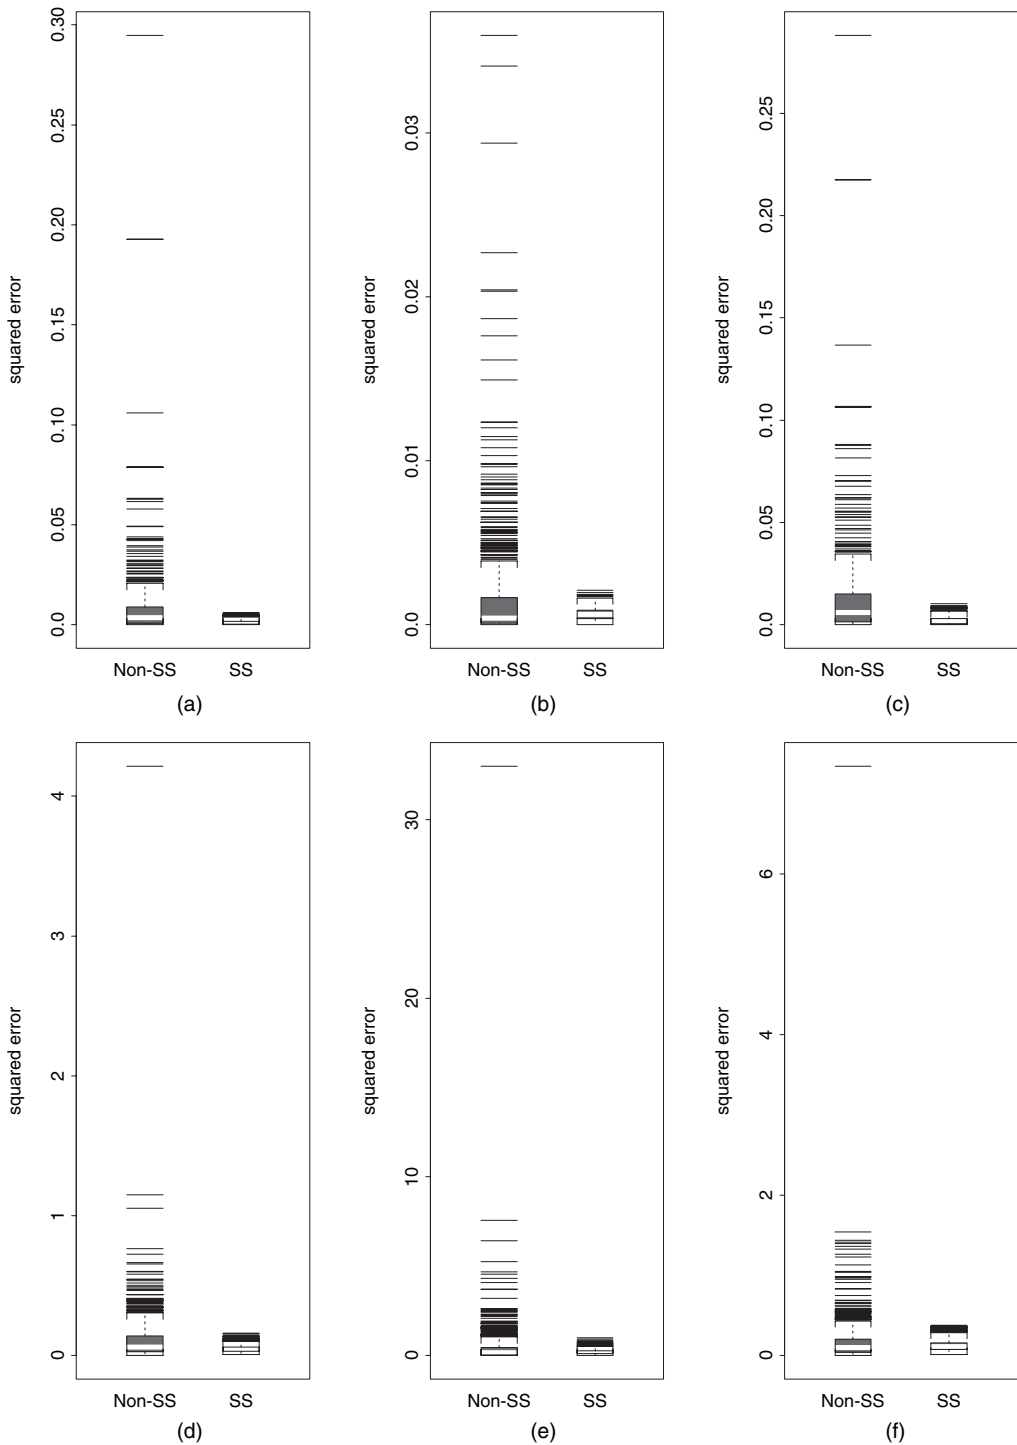 squared error
0.0
0.05
0.10
0.15
0.20
0.25
0.30
Non-SS SS
(a)
squared error
0.0
0.01
0.02
0.03
Non-SS SS
(b)
squared error
0.0
0.05
0.10
0.15
0.20
0.25
Non-SS SS
(c)
squared error
0
1
2
3
4
Non-SS SS
(d)
squared error
0
10
20
30
Non-SS SS
(e)
squared error
0
2
4
6
Non-SS SS
(f)